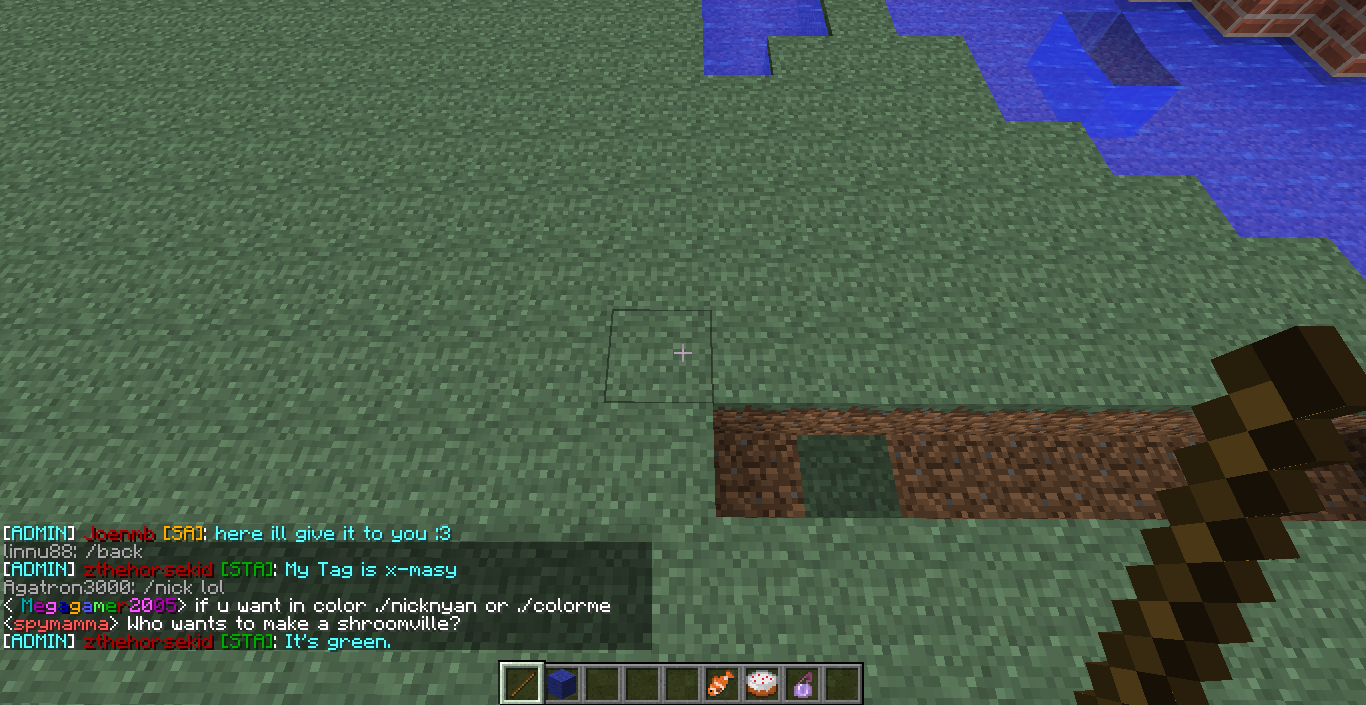 [ADMIN] Joenmb [SA]: here ill give it to you :3
linnu88: /back
[ADMIN] zthehorsekid [STA]: My Tag is x-masy
Agatron3000: /nick lol
< Megagamer2005> if u want in color ./nicknyan or ./colorme
<spymamma> Who wants to make a shroomville?
[ADMIN] zthehorsekid [STA]: It's green.